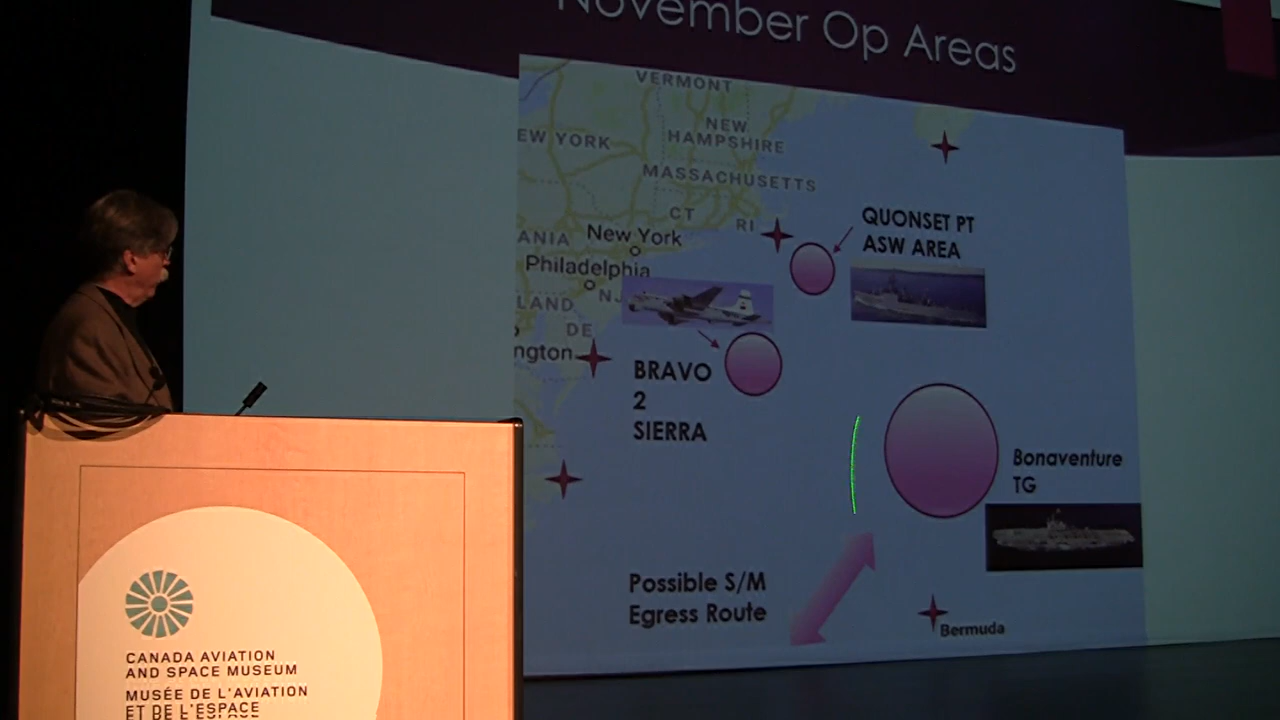 November Op Areas
VERMONT
NEW
HAMPSHIRE
EW YORK
MASSACHUSETTS
CT
RI
QUONSET PT
ASW AREA
ANIA
New York
Philadelphia
NJ
LAND
DE
ngton
BRAVO
2
SIERRA
Bonaventure
TG
Possible S/M
Egress Route
Bermuda
CANADA AVIATION
AND SPACE MUSEUM
MUSÉE DE L'AVIATION
ET DE L'ESPACE